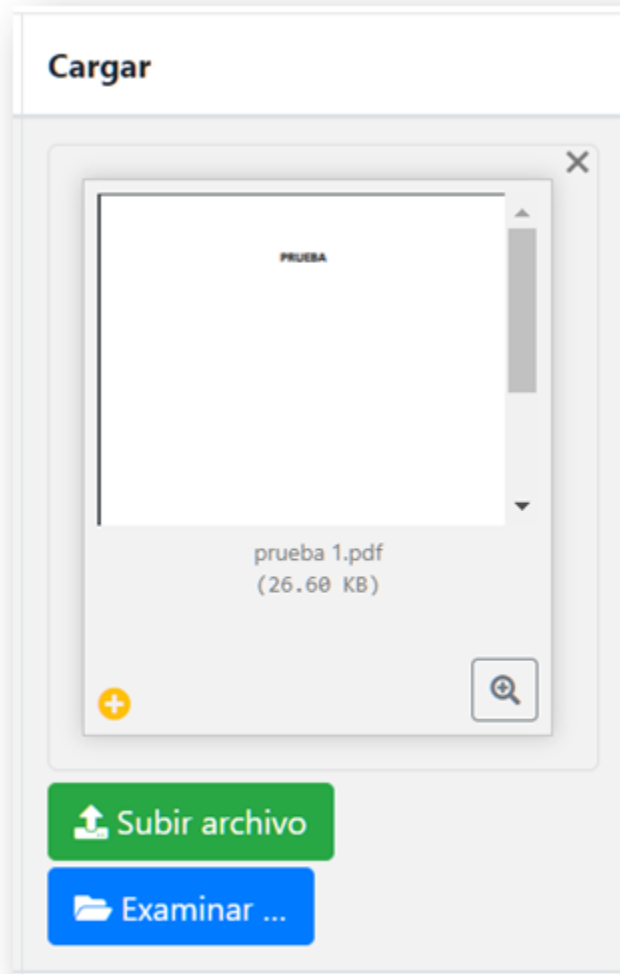 Cargar
PRUEBA
prueba 1.pdf
(26.60 KB)
Subir archivo
Examinar ...